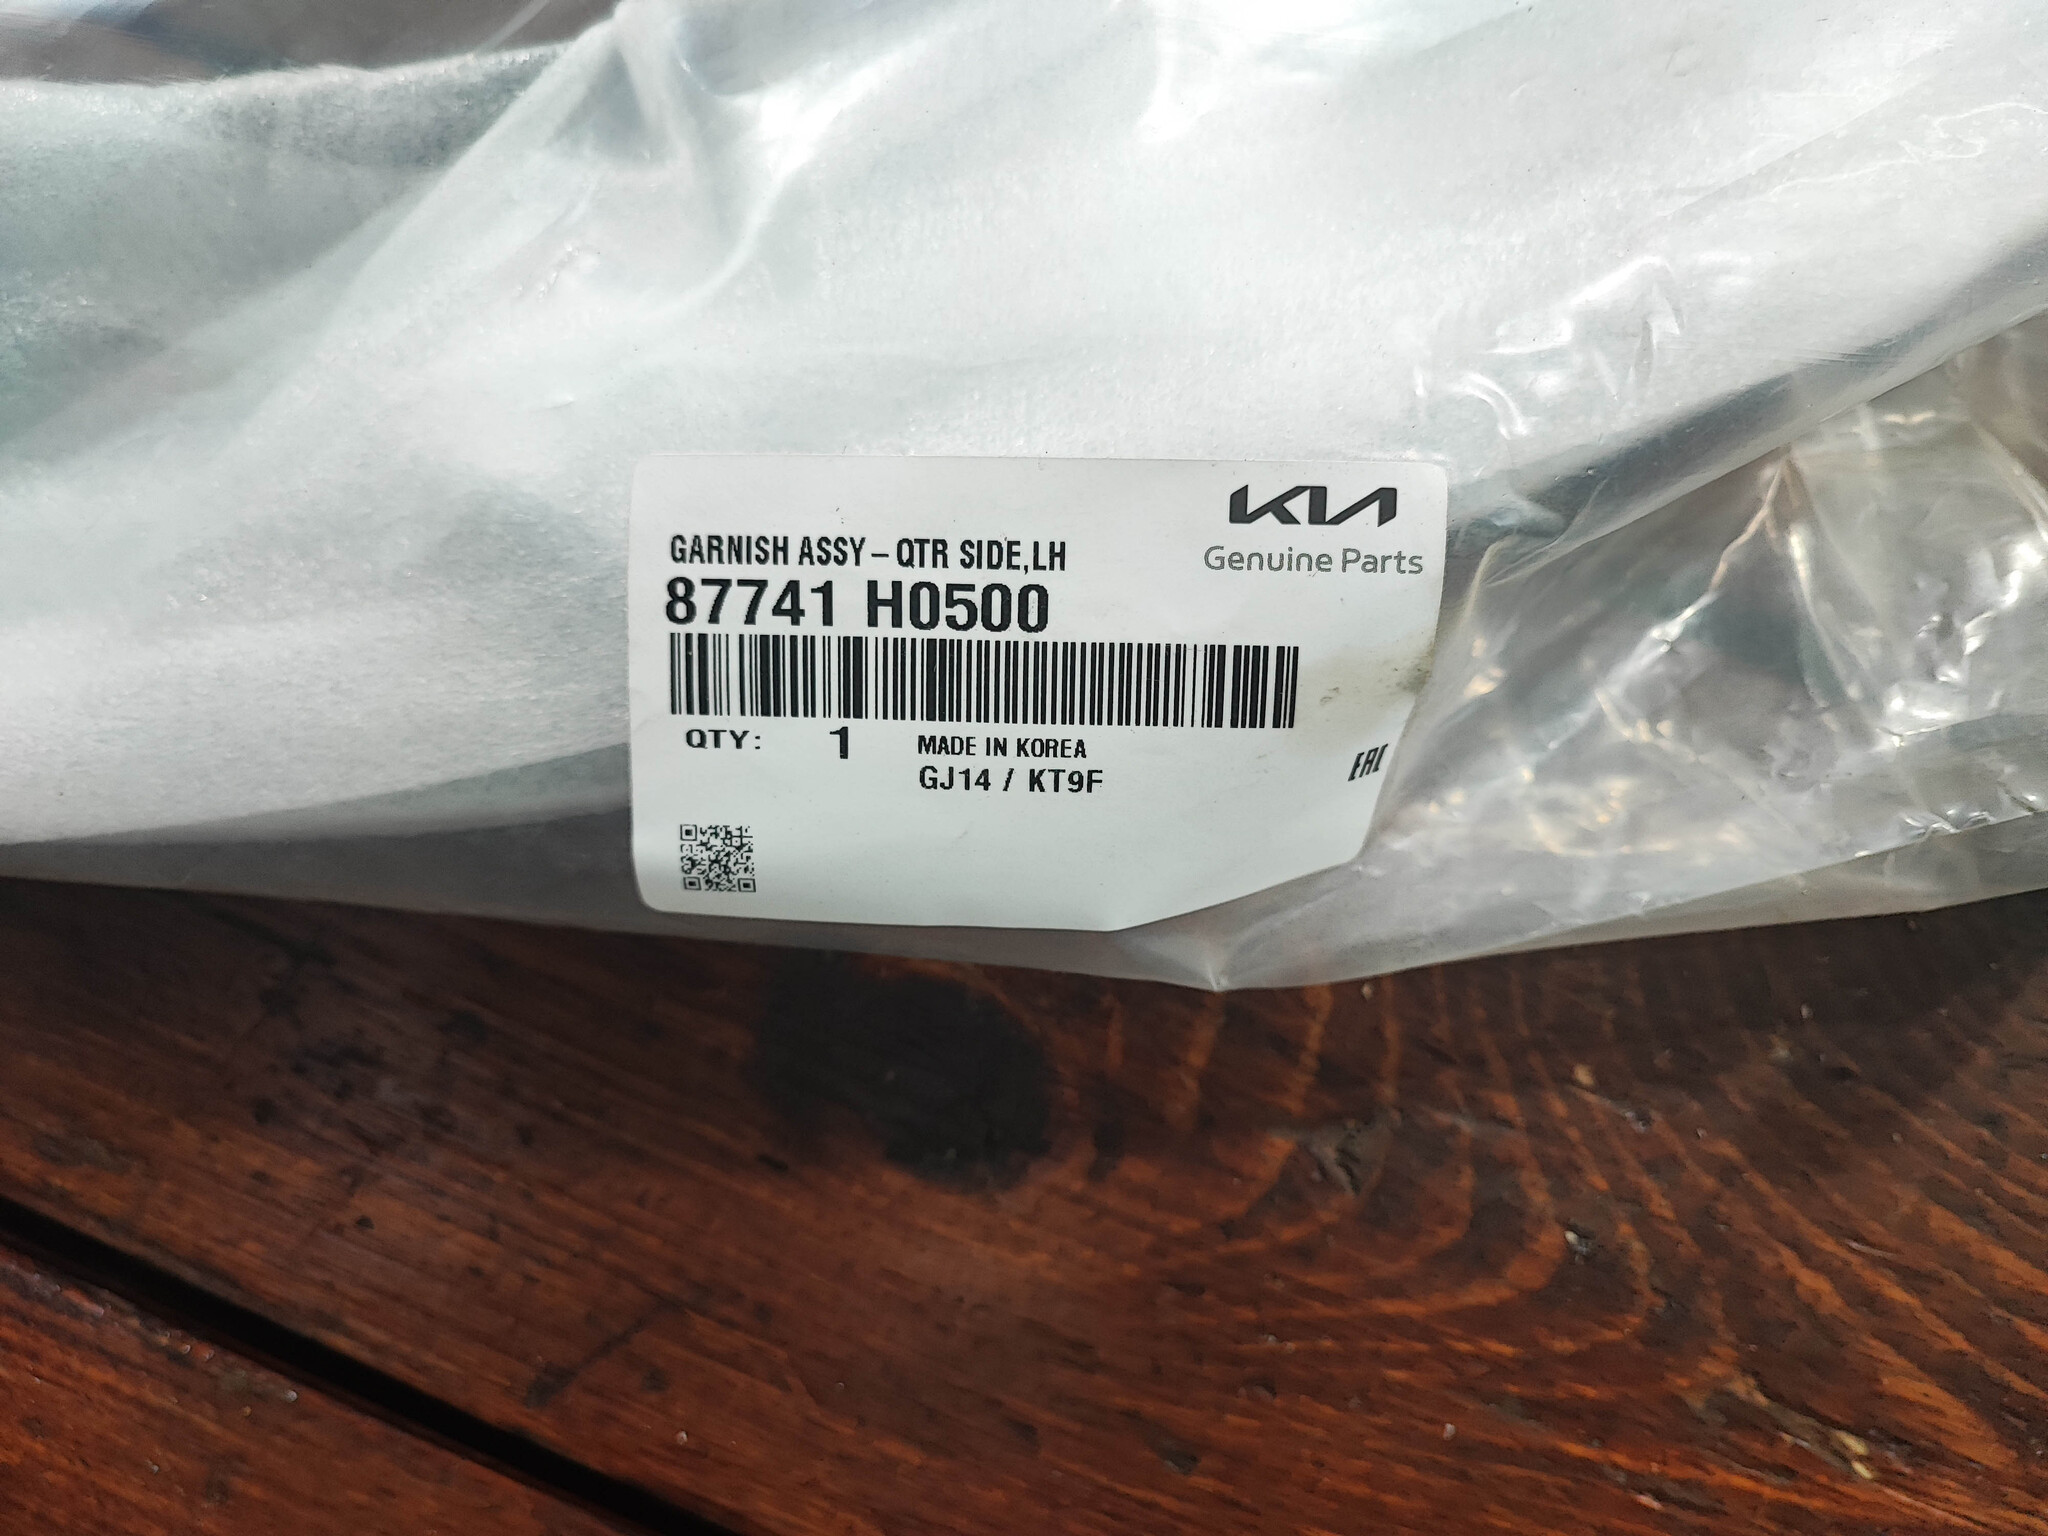 KIA
Genuine Parts
GARNISH ASSY – QTR SIDE,LH
87741 H0500
QTY: 1 MADE IN KOREA
GJ14 / KT9F
EAC